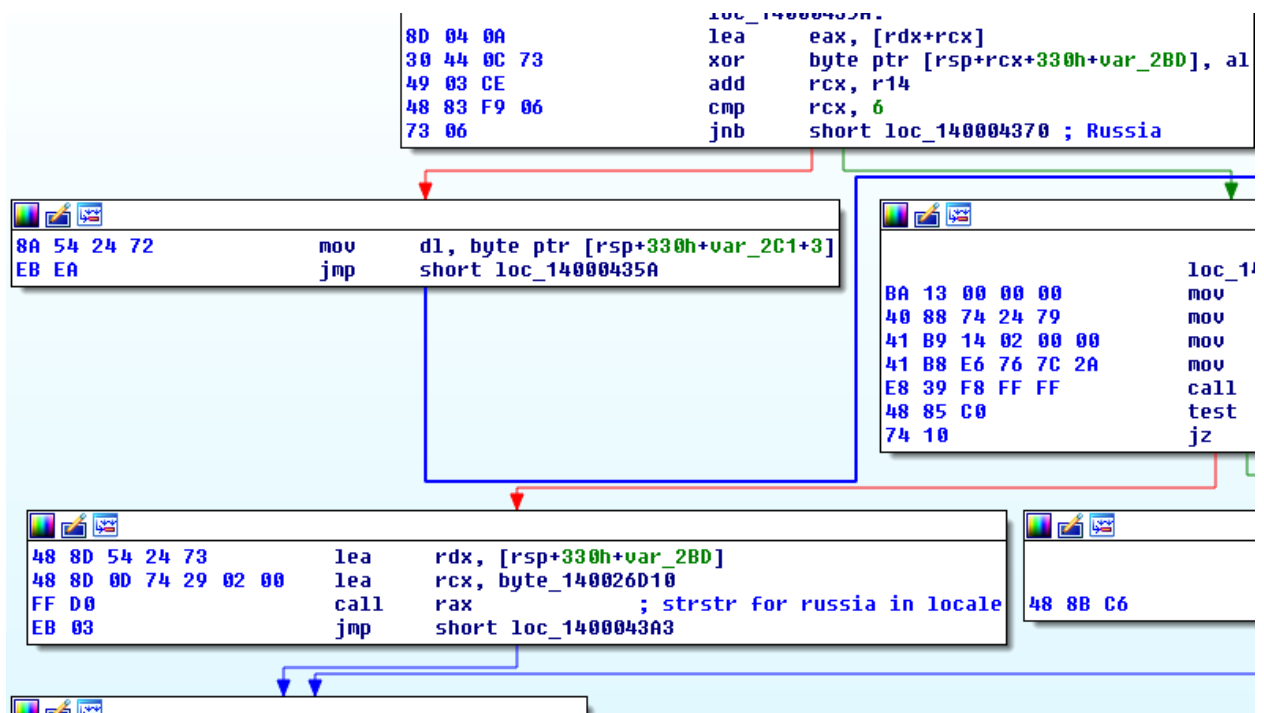 8D 04 0A lea eax, [rdx+rcx]
30 44 0C 73 xor byte ptr [rsp+rcx+330h+var_2BD], al
49 03 CE add rcx, r14
48 83 F9 06 cmp rcx, 6
73 06 jnb short loc_140004370 ; Russia
8A 54 24 72 mov dl, byte ptr [rsp+330h+var_2C1+3]
EB EA jmp short loc_14000435A
loc_14
BA 13 00 00 00 mov
40 88 74 24 79 mov
41 B9 14 02 00 00 mov
41 B8 E6 76 7C 2A mov
E8 39 F8 FF FF call
48 85 C0 test
74 10 jz
48 8D 54 24 73 lea rdx, [rsp+330h+var_2BD]
48 8D 0D 74 29 02 00 lea rcx, byte_140026D10
FF D0 call rax ; strstr for russia in locale
EB 03 jmp short loc_1400043A3
48 8B C6